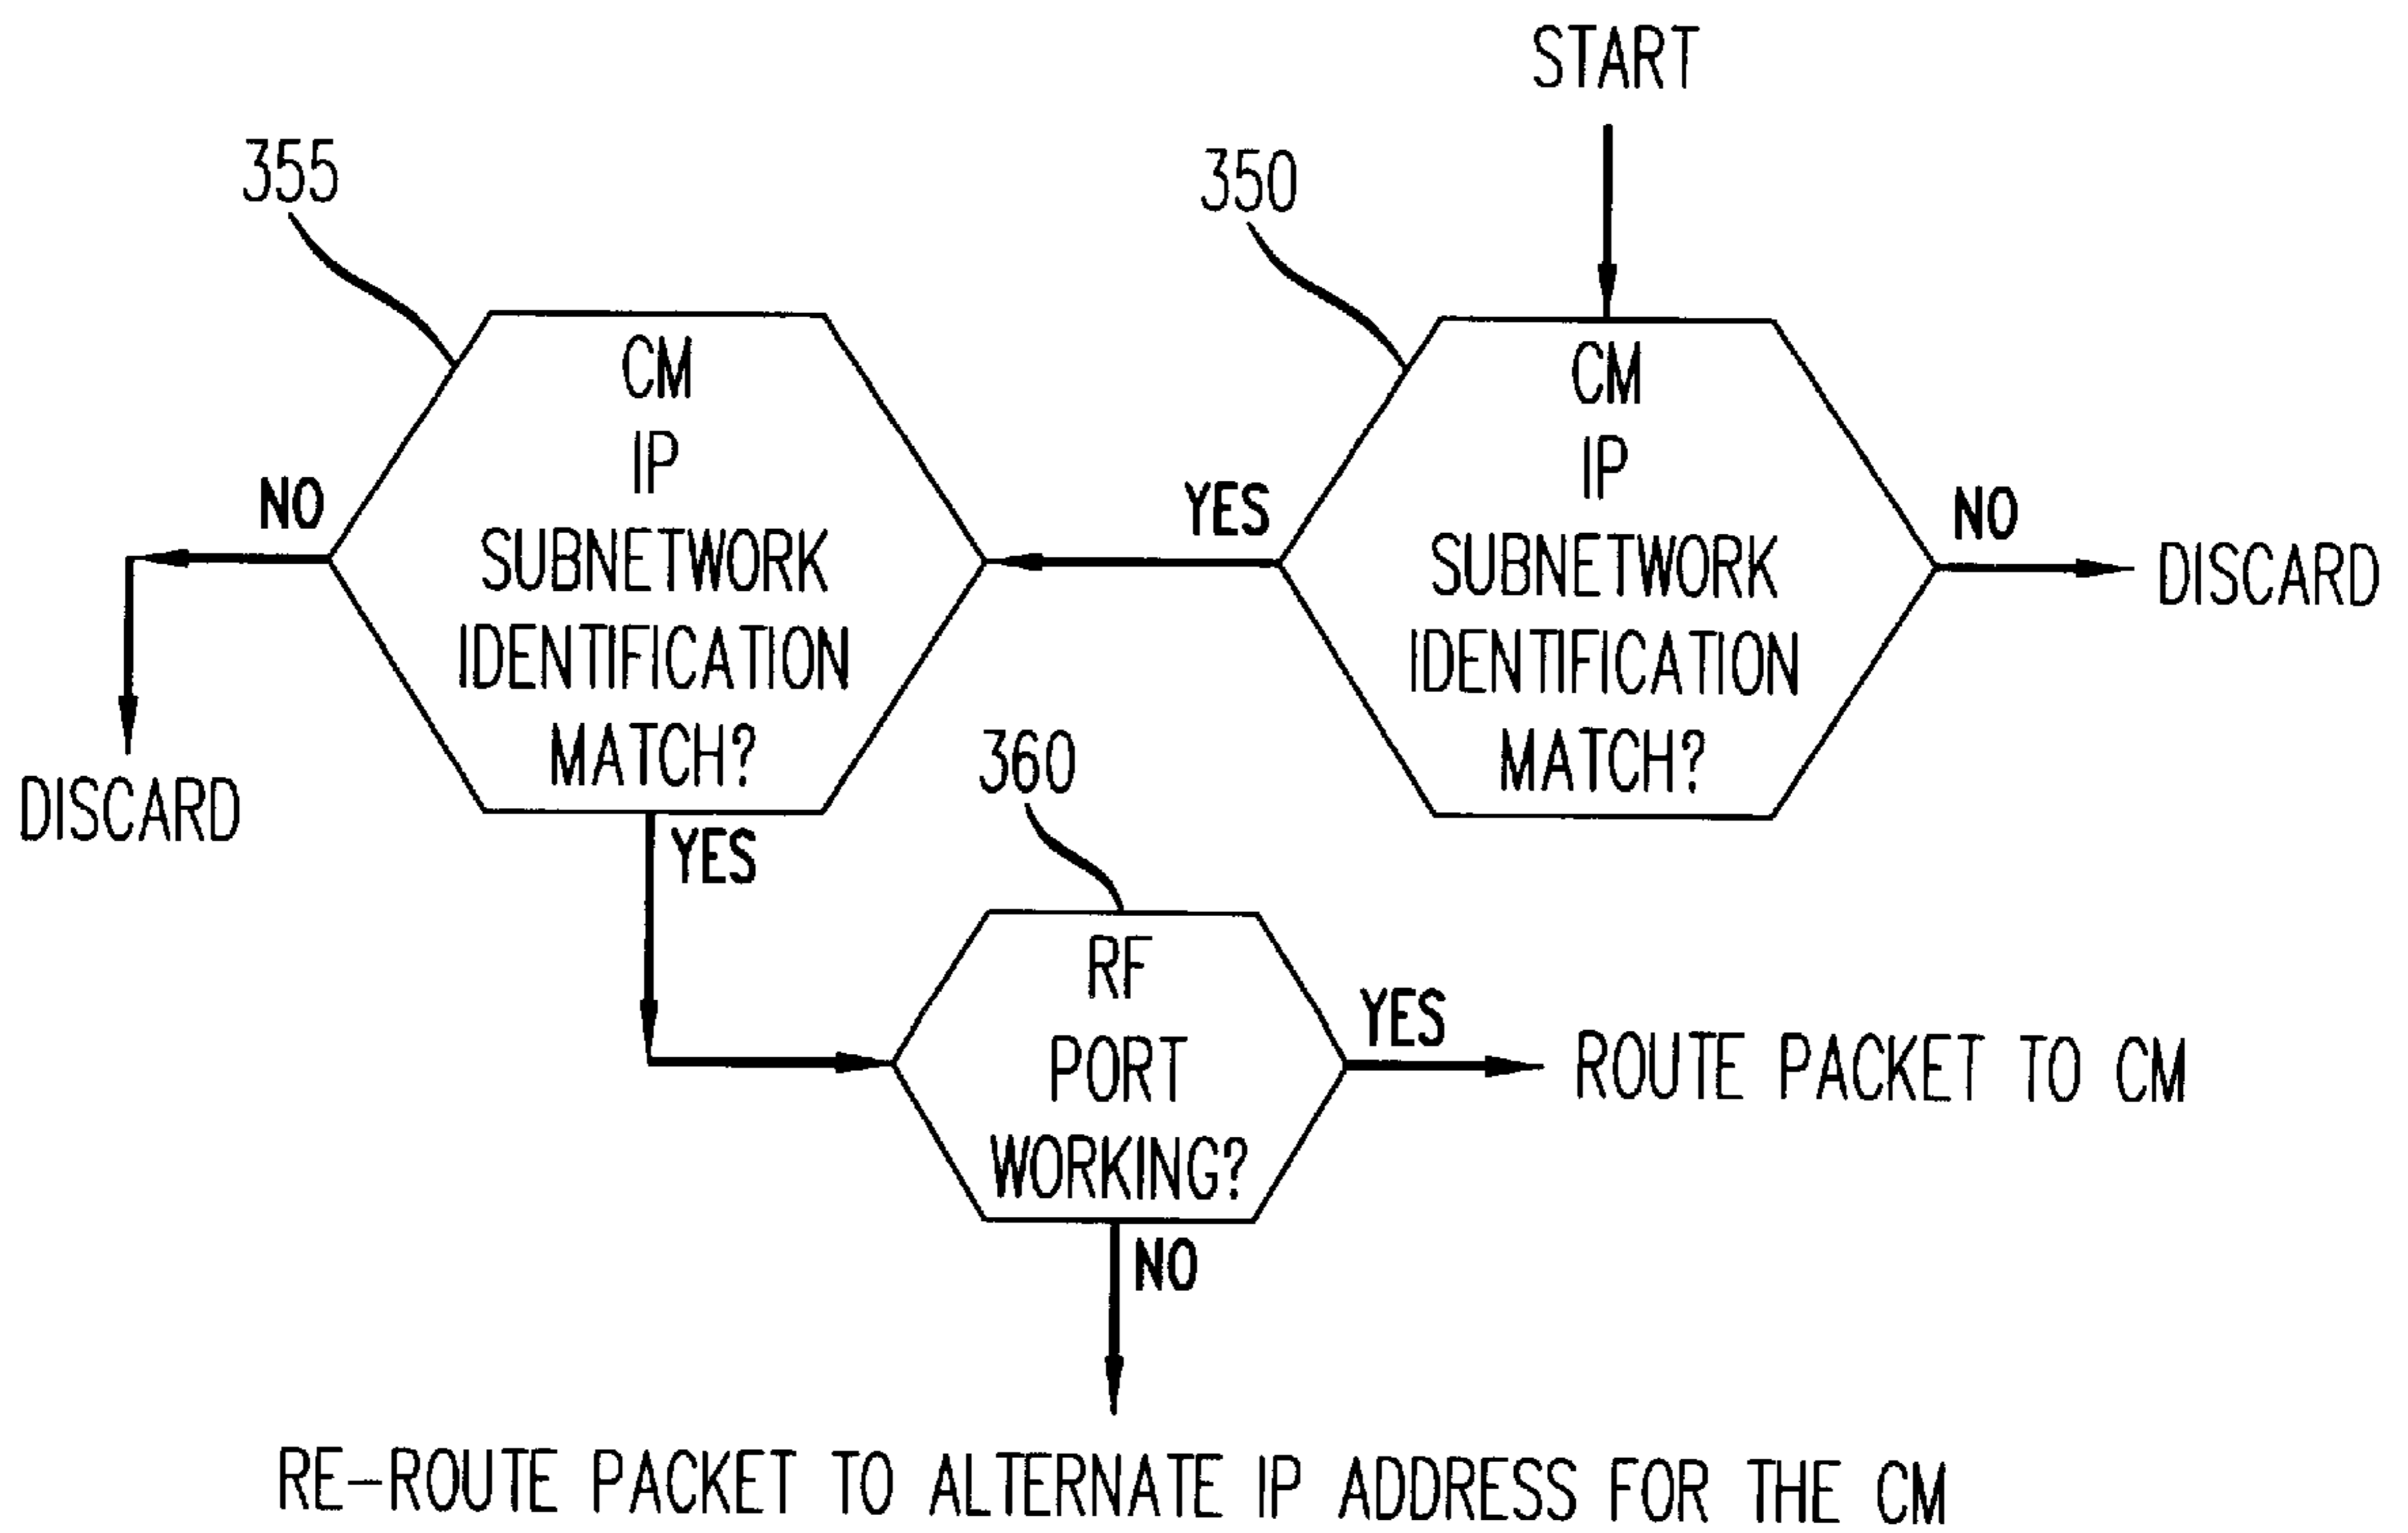 START
355
350
CM
IP
SUBNETWORK
IDENTIFICATION
MATCH?
NO
YES
CM
IP
SUBNETWORK
IDENTIFICATION
MATCH?
NO
DISCARD
DISCARD
YES
360
RF
PORT
WORKING?
YES
ROUTE PACKET TO CM
NO
RE-ROUTE PACKET TO ALTERNATE IP ADDRESS FOR THE CM